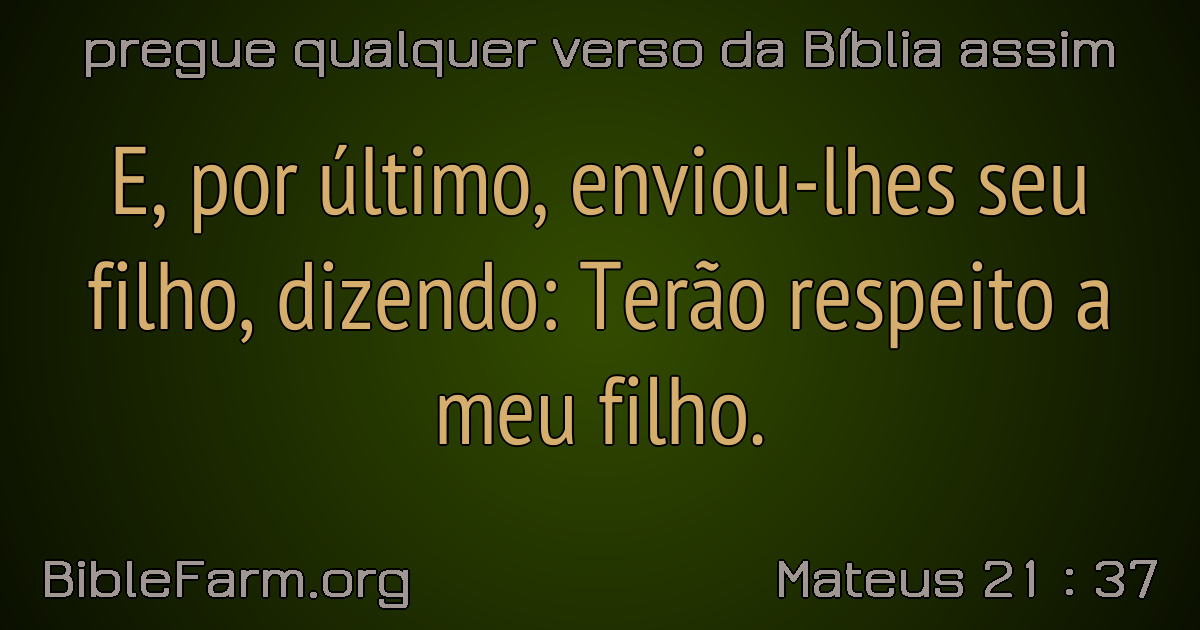 pregue qualquer verso da Bíblia assim
E, por último, enviou-lhes seu
filho, dizendo: Terão respeito a
meu filho.
BibleFarm.org
Mateus 21 : 37